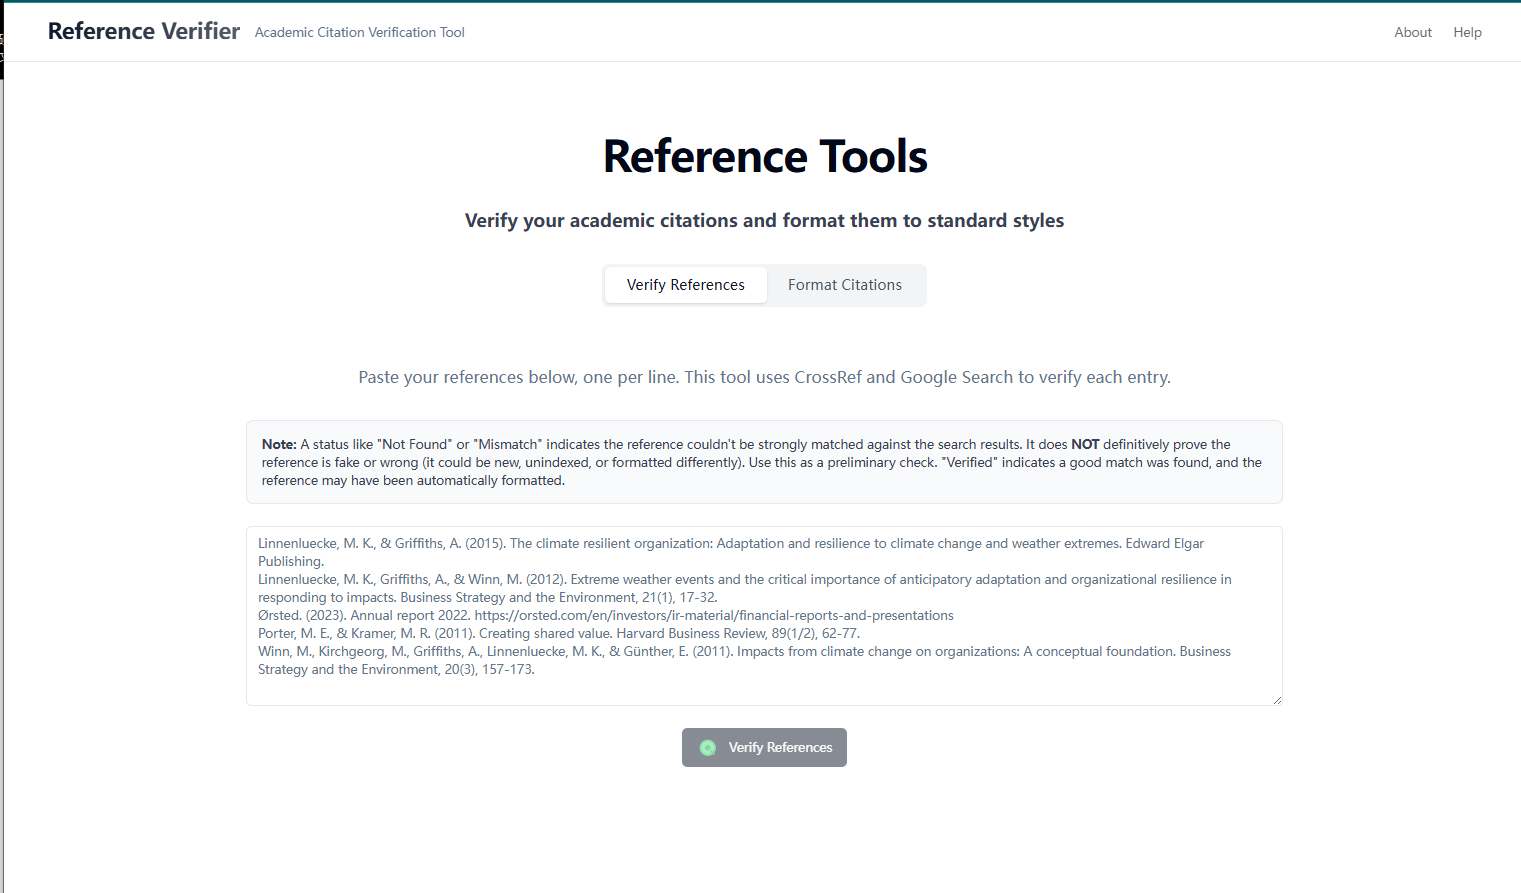 Reference Verifier Academic Citation Verification Tool About Help
Reference Tools
Verify your academic citations and format them to standard styles
Verify References Format Citations
Paste your references below, one per line. This tool uses CrossRef and Google Search to verify each entry.
Note: A status like "Not Found" or "Mismatch" indicates the reference couldn't be strongly matched against the search results. It does NOT definitively prove the
reference is fake or wrong (it could be new, unindexed, or formatted differently). Use this as a preliminary check. "Verified" indicates a good match was found, and the
reference may have been automatically formatted.
Linnenluecke, M. K., & Griffiths, A. (2015). The climate resilient organization: Adaptation and resilience to climate change and weather extremes. Edward Elgar
Publishing.
Linnenluecke, M. K., Griffiths, A., & Winn, M. (2012). Extreme weather events and the critical importance of anticipatory adaptation and organizational resilience in
responding to impacts. Business Strategy and the Environment, 21(1), 17-32.
Ørsted. (2023). Annual report 2022. https://orsted.com/en/investors/ir-material/financial-reports-and-presentations
Porter, M. E., & Kramer, M. R. (2011). Creating shared value. Harvard Business Review, 89(1/2), 62-77.
Winn, M., Kirchgeorg, M., Griffiths, A., Linnenluecke, M. K., & Günther, E. (2011). Impacts from climate change on organizations: A conceptual foundation. Business
Strategy and the Environment, 20(3), 157-173.
Verify References